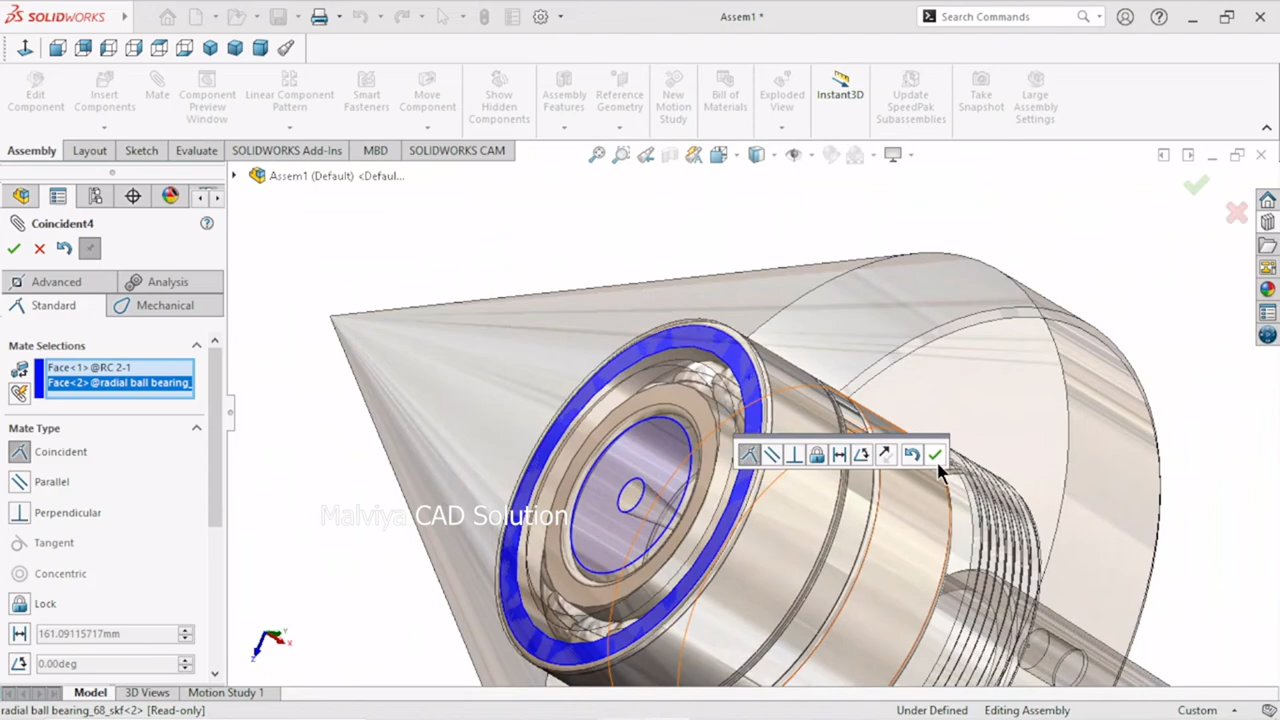 SOLIDWORKS
Assem1 *
Search Commands
Edit Component
Insert Components
Mate
Component Preview Window
Linear Component Pattern
Smart Fasteners
Move Component
Show Hidden Components
Assembly Features
Reference Geometry
New Motion Study
Bill of Materials
Exploded View
Instant3D
Update SpeedPak Subassemblies
Take Snapshot
Large Assembly Settings
Assembly
Layout
Sketch
Evaluate
SOLIDWORKS Add-Ins
MBD
SOLIDWORKS CAM
Assem1 (Default) <Defaul...
Coincident4
Advanced
Analysis
Standard
Mechanical
Mate Selections
Face<1> @RC 2-1
Face<2> @radial ball bearing_
Mate Type
Coincident
Parallel
Perpendicular
Tangent
Concentric
Lock
161.09115717mm
0.00deg
Malviya CAD Solution
Model
3D Views
Motion Study 1
radial ball bearing_68_skf<2> [Read-only]
Under Defined
Editing Assembly
Custom